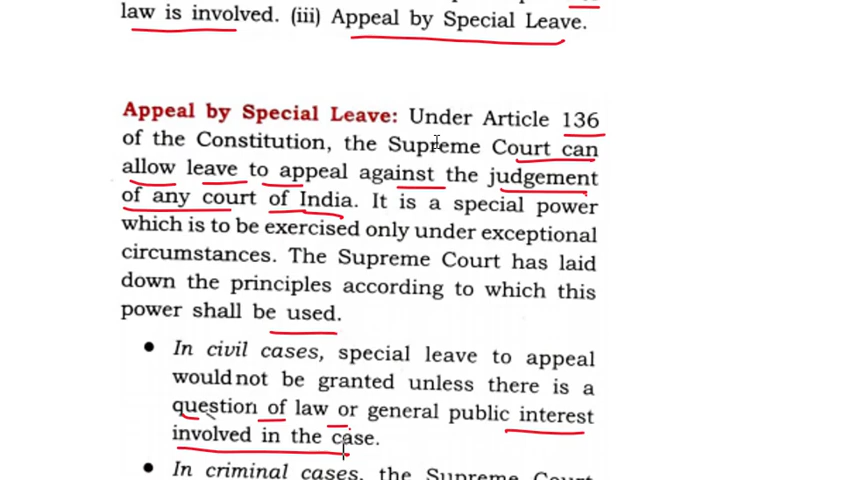 law is involved. (iii) Appeal by Special Leave.
Appeal by Special Leave: Under Article 136
of the Constitution, the Supreme Court can
allow leave to appeal against the judgement
of any court of India. It is a special power
which is to be exercised only under exceptional
circumstances. The Supreme Court has laid
down the principles according to which this
power shall be used.
• In civil cases, special leave to appeal
would not be granted unless there is a
question of law or general public interest
involved in the case.
• In criminal cases, the Supreme Court